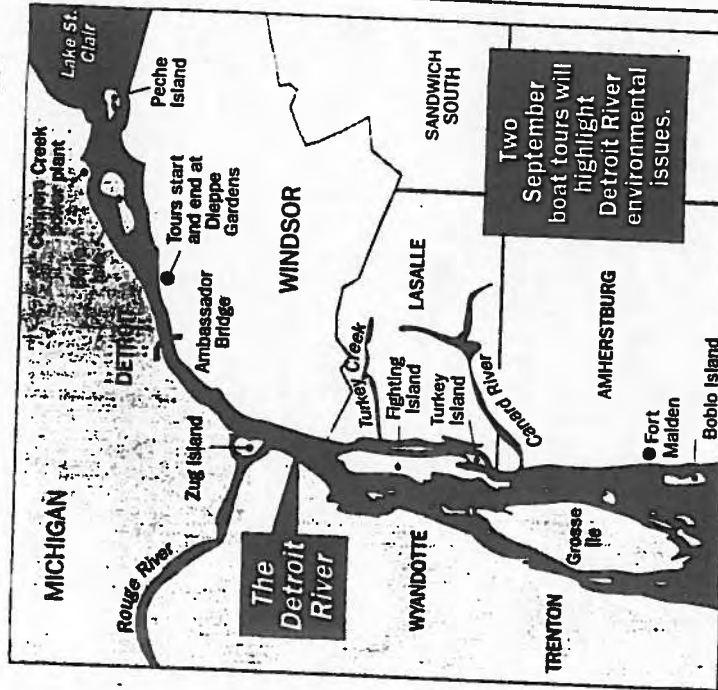 MICHIGAN
Rouge River
Zug Island
DETROIT
Conners Creek
power plant
Lake St.
Clair
Peche
Island
Tours start
and end at
Dieppe
Gardens
Ambassador
Bridge
WINDSOR
The
Detroit
River
WYANDOTTE
TRENTON
Grosse
Ile
Turkey Creek
Fighting
Island
Turkey
Island
LASALLE
Canard River
SANDWICH
SOUTH
AMHERSTBURG
Fort
Malden
Boblo Island
Two
September
boat tours will
highlight
Detroit River
environmental
issues.